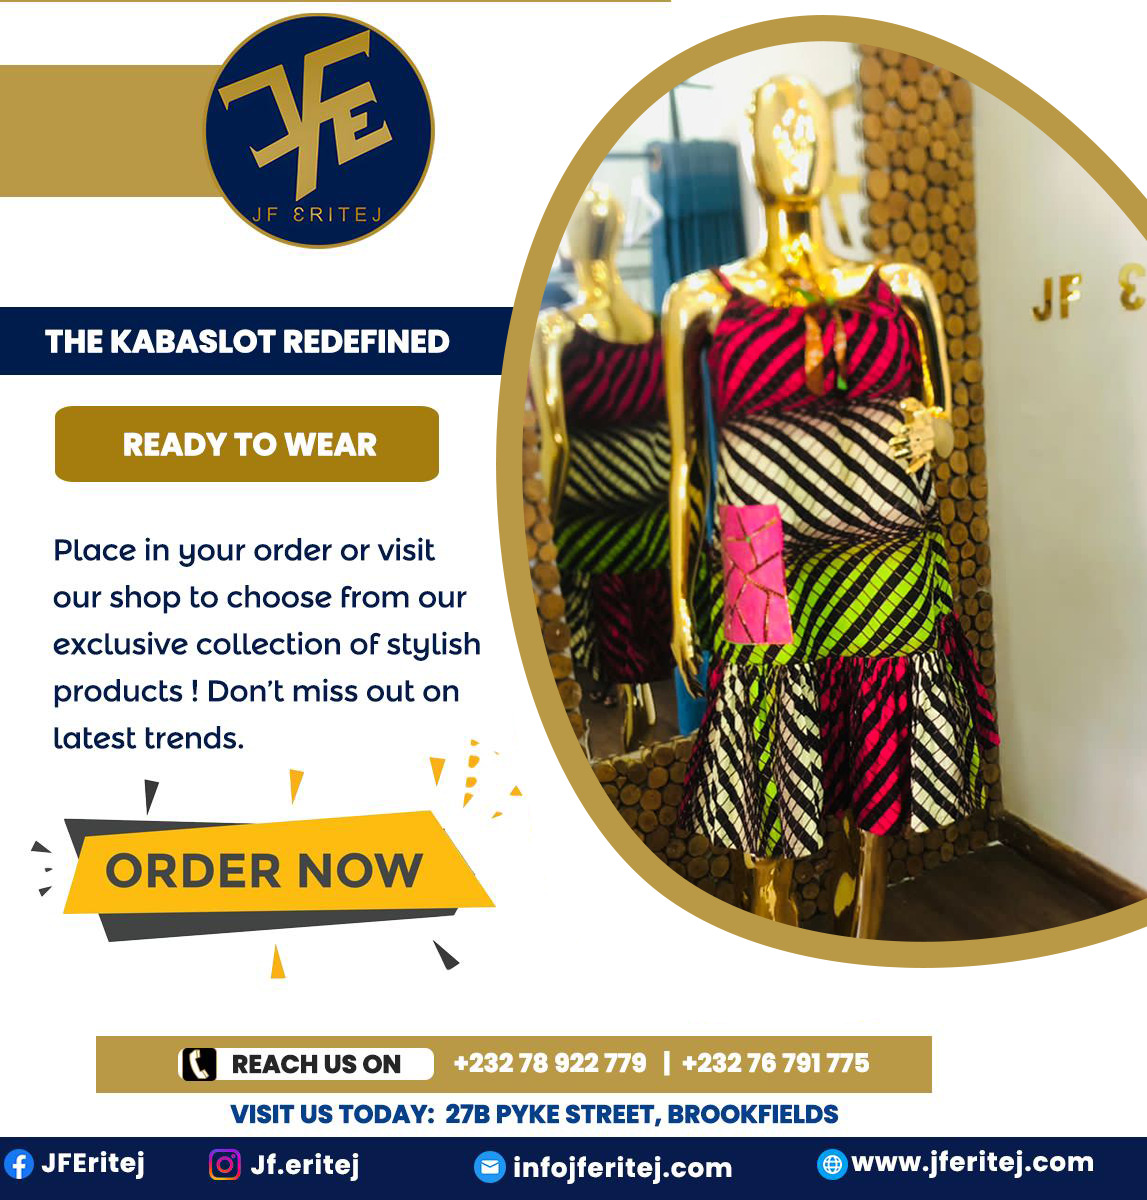 JFE
JF ƐRITEJ
JF Ɛ
THE KABASLOT REDEFINED
READY TO WEAR
Place in your order or visit
our shop to choose from our
exclusive collection of stylish
products ! Don't miss out on
latest trends.
ORDER NOW
REACH US ON +232 78 922 779 | +232 76 791 775
VISIT US TODAY: 27B PYKE STREET, BROOKFIELDS
JFEritej Jf.eritej infojferitej.com www.jferitej.com